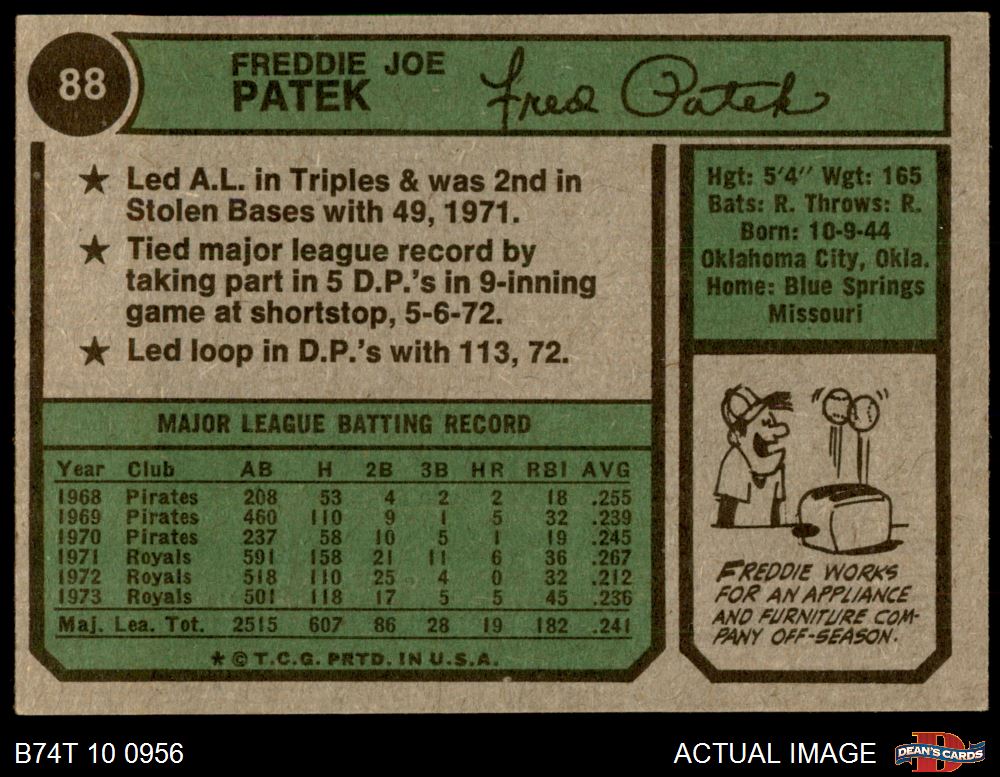 88
FREDDIE JOE
PATEK
Fred Patek
★ Led A.L. in Triples & was 2nd in
Stolen Bases with 49, 1971.
★ Tied major league record by
taking part in 5 D.P.'s in 9-inning
game at shortstop, 5-6-72.
★ Led loop in D.P.'s with 113, 72.
Hgt: 5'4" Wgt: 165
Bats: R. Throws: R.
Born: 10-9-44
Oklahoma City, Okla.
Home: Blue Springs
Missouri
MAJOR LEAGUE BATTING RECORD
Year Club AB H 2B 3B HR RBI AVG
1968 Pirates 208 53 4 2 2 18 .255
1969 Pirates 460 110 9 1 5 32 .239
1970 Pirates 237 58 10 5 1 19 .245
1971 Royals 591 158 21 11 6 36 .267
1972 Royals 518 110 25 4 0 32 .212
1973 Royals 501 118 17 5 5 45 .236
Maj. Lea. Tot. 2515 607 86 28 19 182 .241
* © T.C.G. PRTD. IN U.S.A.
FREDDIE WORKS
FOR AN APPLIANCE
AND FURNITURE COM-
PANY OFF-SEASON.
B74T 10 0956
ACTUAL IMAGE
D
DEAN'S CARDS